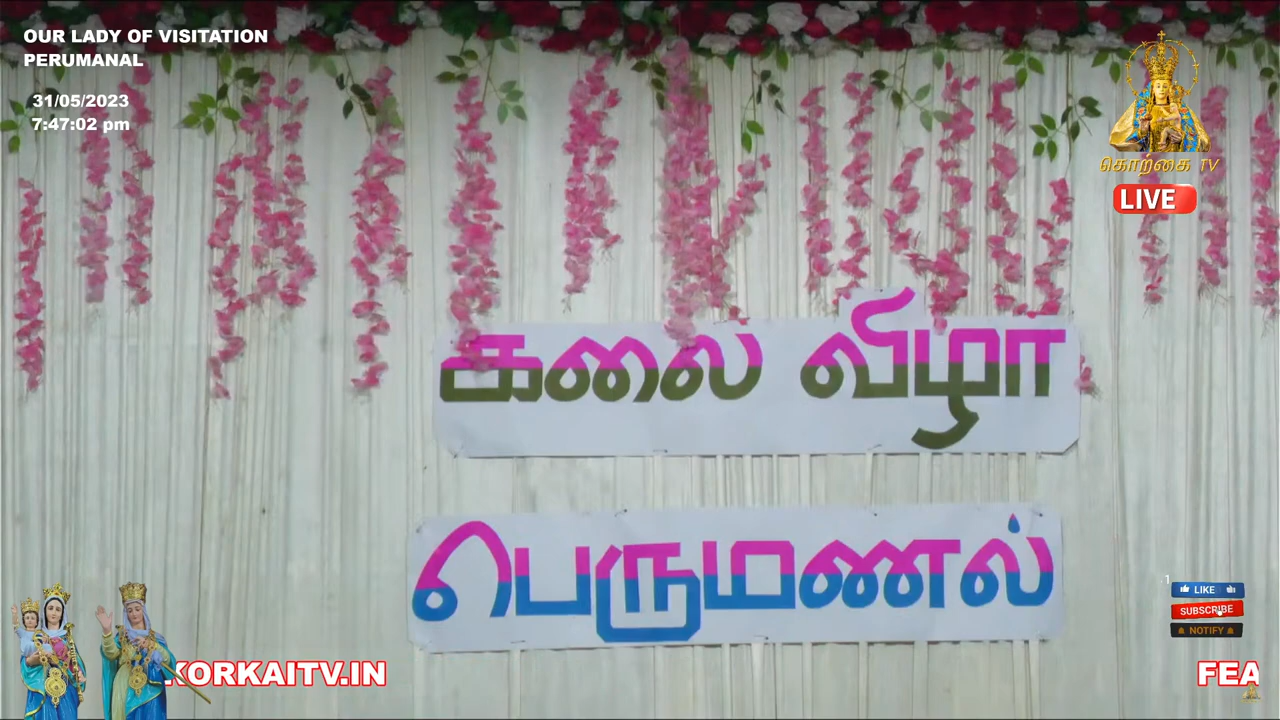 OUR LADY OF VISITATION
PERUMANAL
31/05/2023
7:47:02 pm
கொற்கை TV
LIVE
கலை விழா
பெருமணல்
1
LIKE
SUBSCRIBE
NOTIFY
KORKAITV.IN
FEA